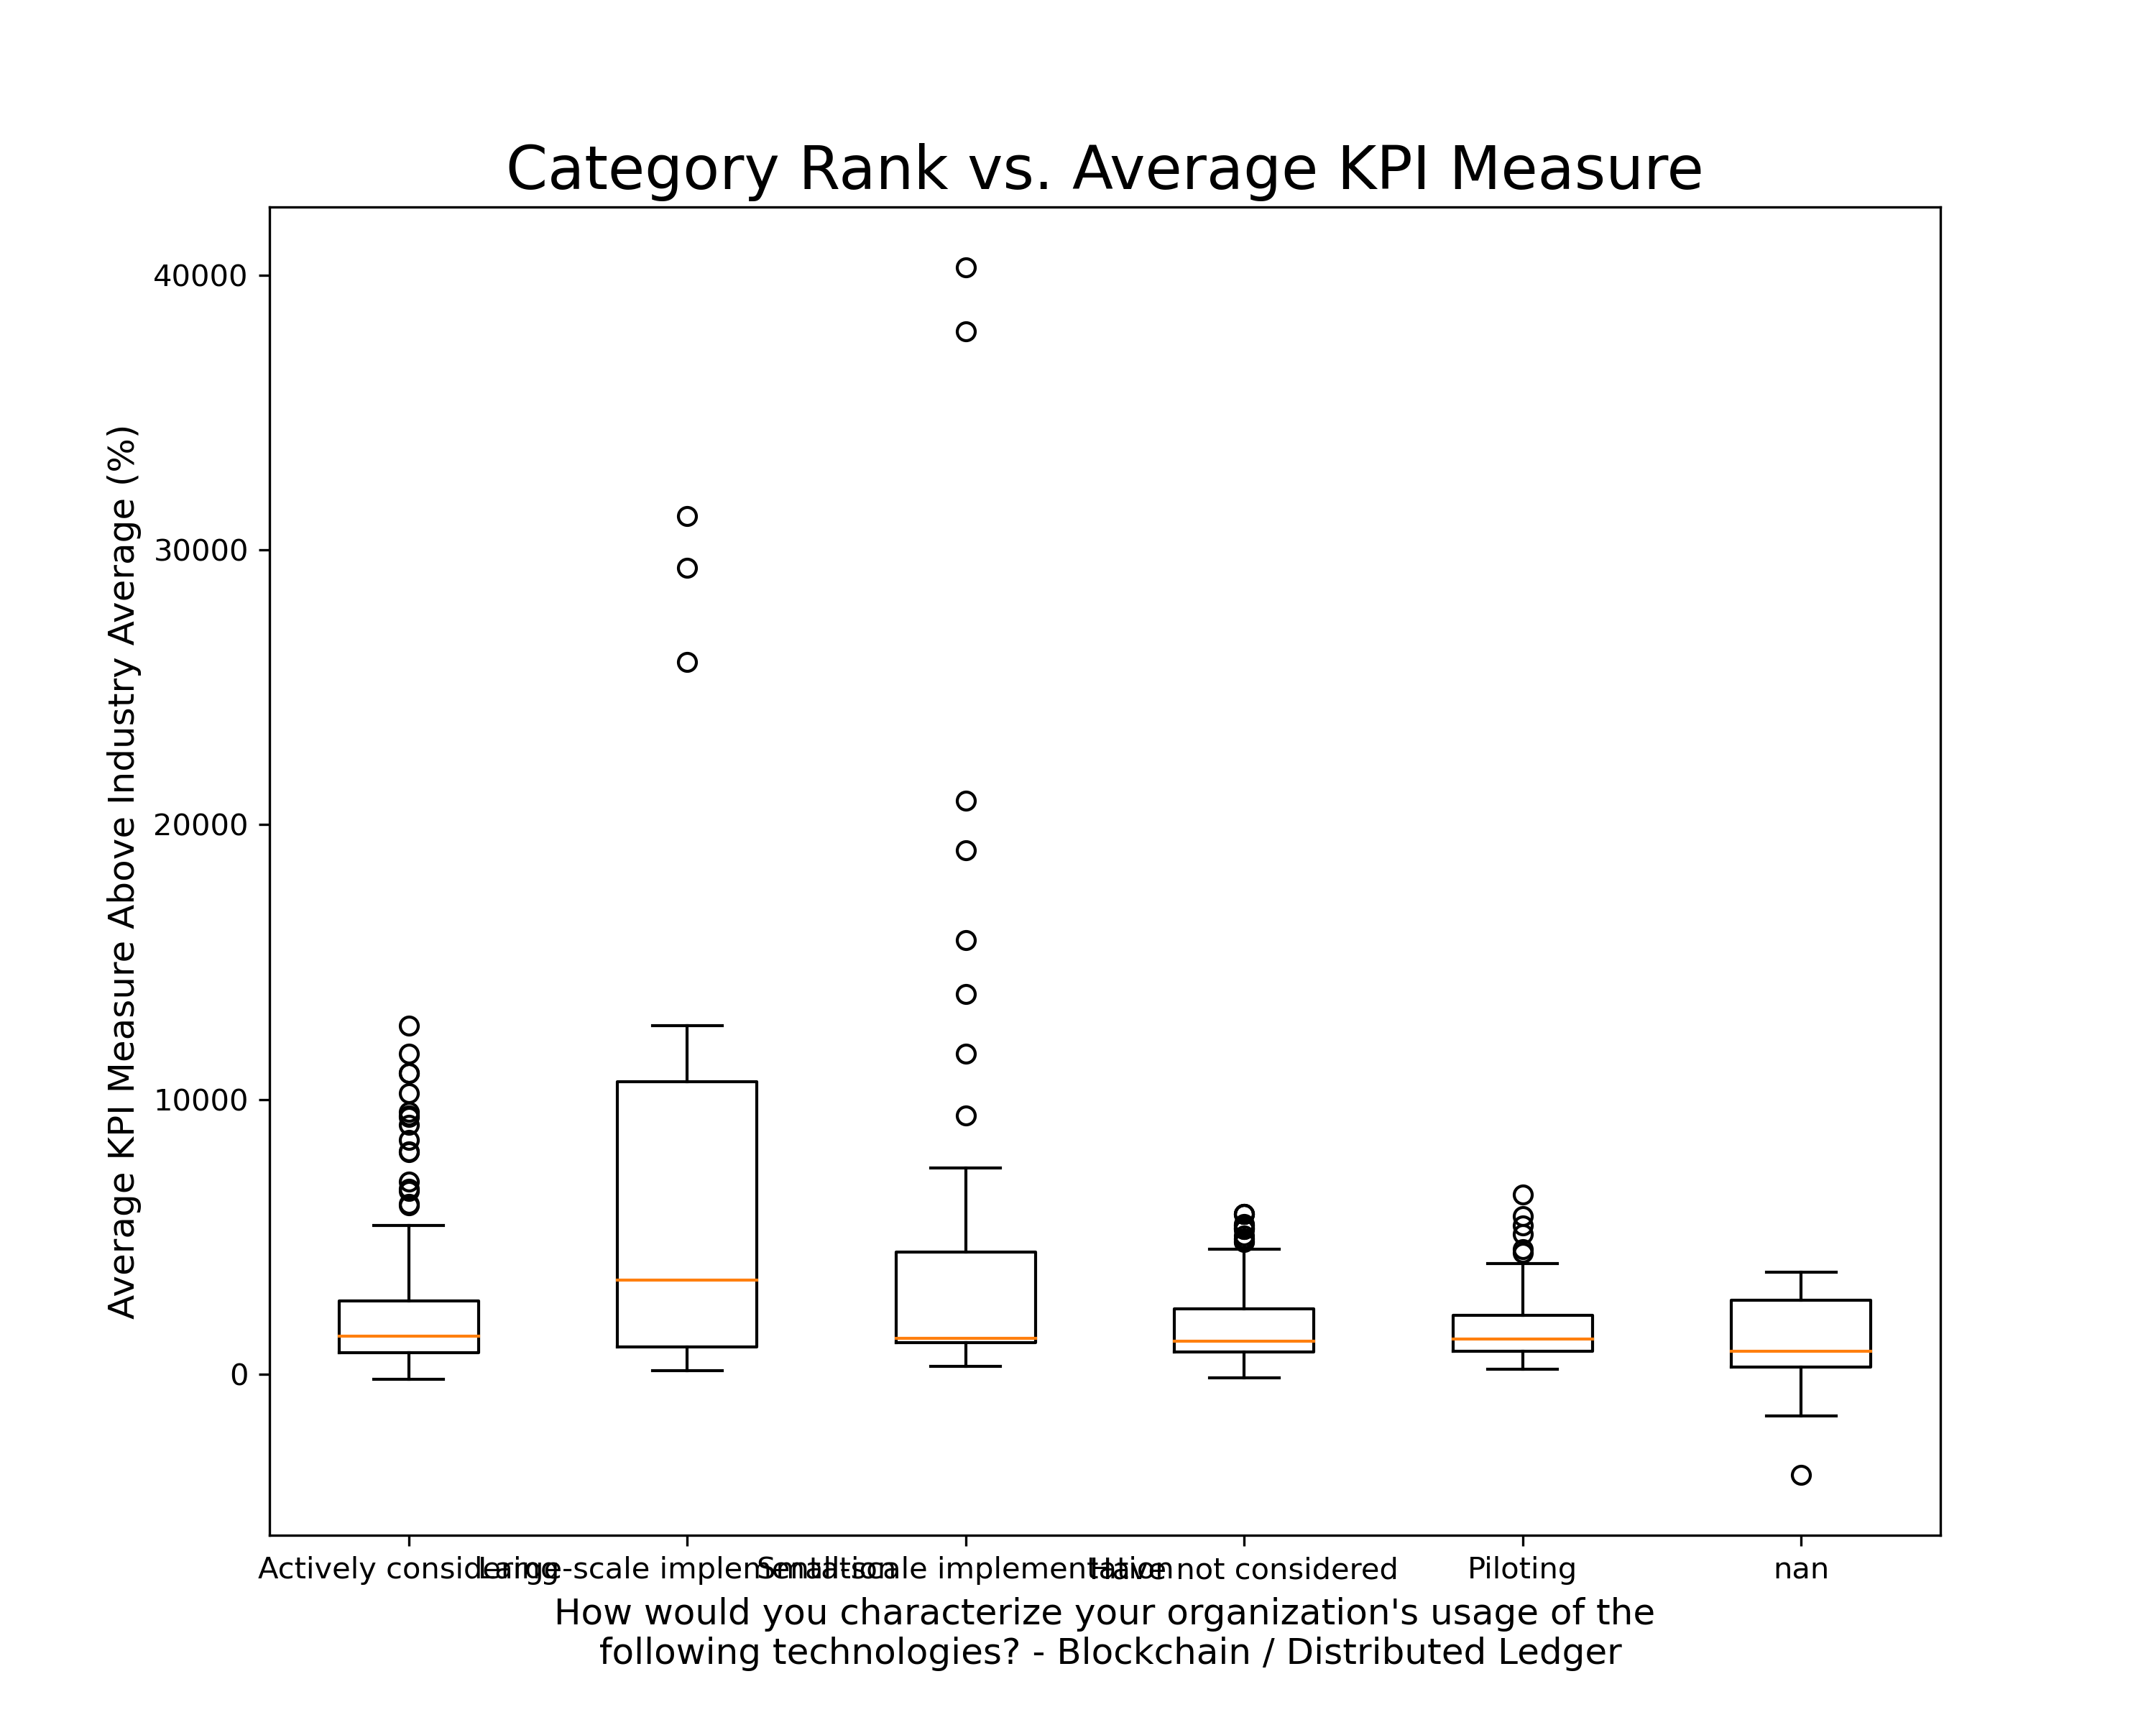 Category Rank vs. Average KPI Measure
Average KPI Measure Above Industry Average (%)
40000
30000
20000
10000
0
Actively considering
Large-scale implementation
Small-scale implementation
Have not considered
Piloting
nan
How would you characterize your organization's usage of the
following technologies? - Blockchain / Distributed Ledger